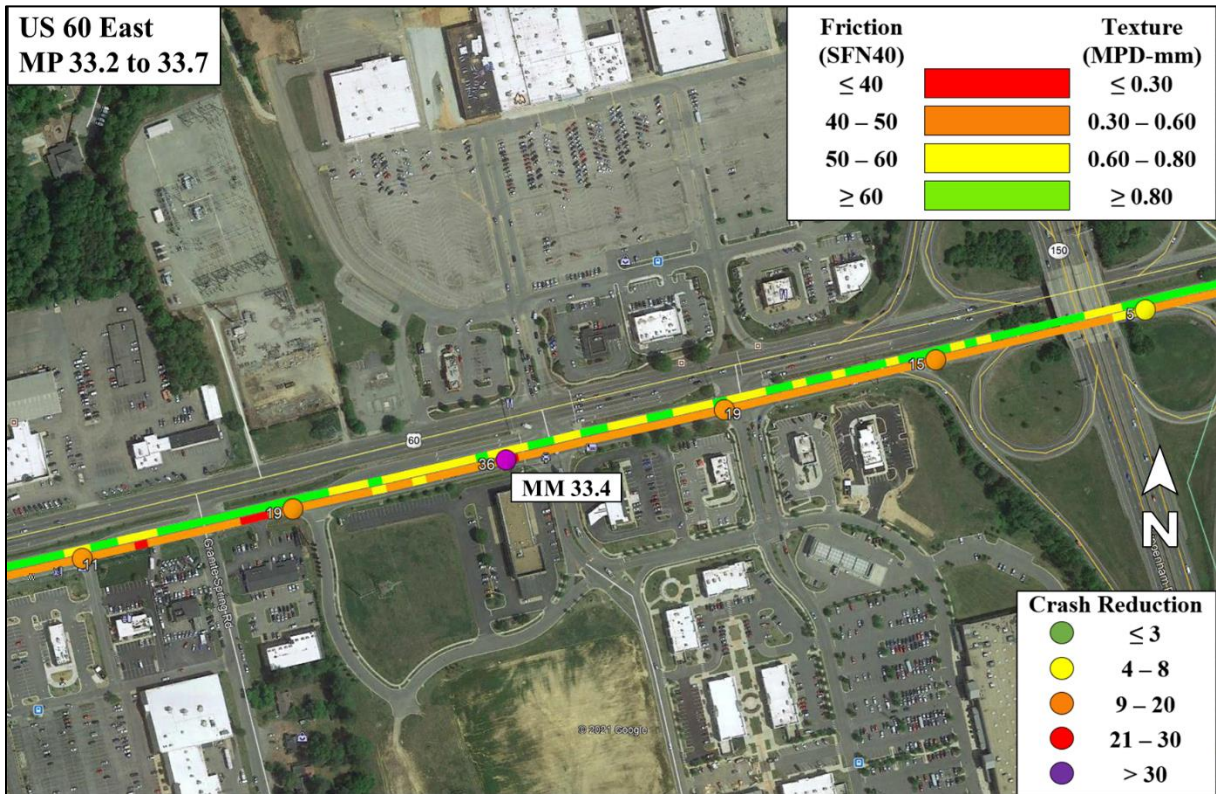 US 60 East
MP 33.2 to 33.7
Friction
(SFN40)
Texture
(MPD-mm)
≤ 40
≤ 0.30
40 – 50
0.30 – 0.60
50 – 60
0.60 – 0.80
≥ 60
≥ 0.80
150
5
15
19
60
36
MM 33.4
19
11
N
© 2021 Google
Crash Reduction
≤ 3
4 – 8
9 – 20
21 – 30
> 30